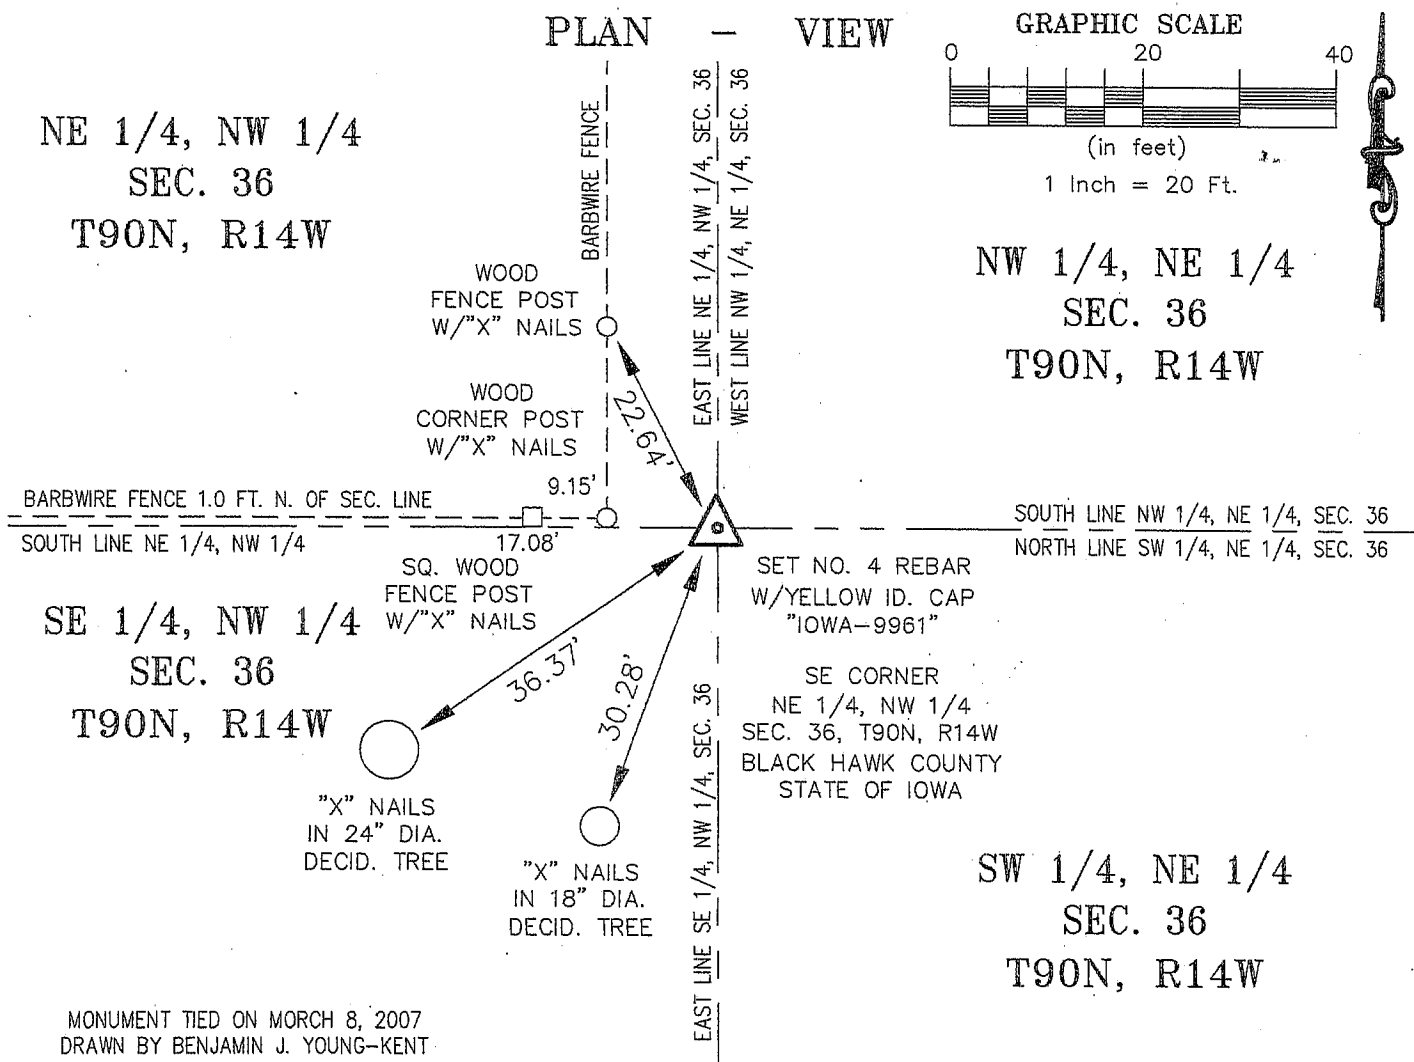 PLAN - VIEW
GRAPHIC SCALE
0 20 40
(in feet)
1 Inch = 20 Ft.
NE 1/4, NW 1/4
SEC. 36
T90N, R14W
BARBWIRE FENCE
EAST LINE NE 1/4, NW 1/4, SEC. 36
WEST LINE NW 1/4, NE 1/4, SEC. 36
NW 1/4, NE 1/4
SEC. 36
T90N, R14W
WOOD
FENCE POST
W/"X" NAILS
22.64'
WOOD
CORNER POST
W/"X" NAILS
9.15'
BARBWIRE FENCE 1.0 FT. N. OF SEC. LINE
SOUTH LINE NE 1/4, NW 1/4
17.08'
SOUTH LINE NW 1/4, NE 1/4, SEC. 36
NORTH LINE SW 1/4, NE 1/4, SEC. 36
SQ. WOOD
FENCE POST
W/"X" NAILS
SET NO. 4 REBAR
W/YELLOW ID. CAP
"IOWA-9961"
SE 1/4, NW 1/4
SEC. 36
T90N, R14W
36.37'
30.28'
EAST LINE SE 1/4, NW 1/4, SEC. 36
SE CORNER
NE 1/4, NW 1/4
SEC. 36, T90N, R14W
BLACK HAWK COUNTY
STATE OF IOWA
"X" NAILS
IN 24" DIA.
DECID. TREE
"X" NAILS
IN 18" DIA.
DECID. TREE
SW 1/4, NE 1/4
SEC. 36
T90N, R14W
MONUMENT TIED ON MORCH 8, 2007
DRAWN BY BENJAMIN J. YOUNG-KENT